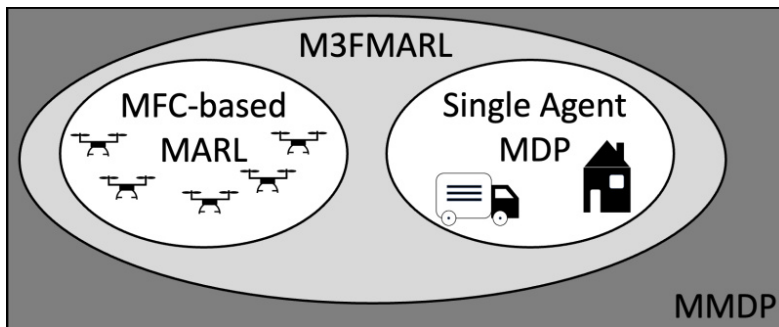 M3FMARL
MFC-based
MARL
Single Agent
MDP
MMDP